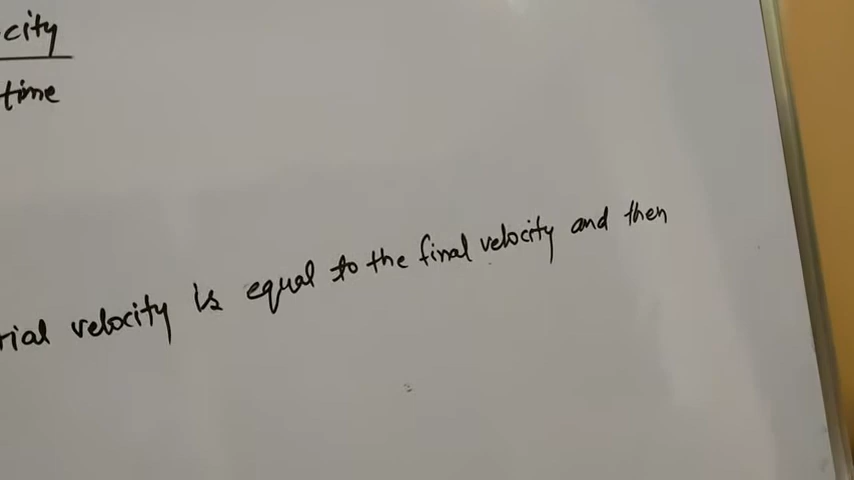 city
time
rial velocity is equal to the final velocity and then